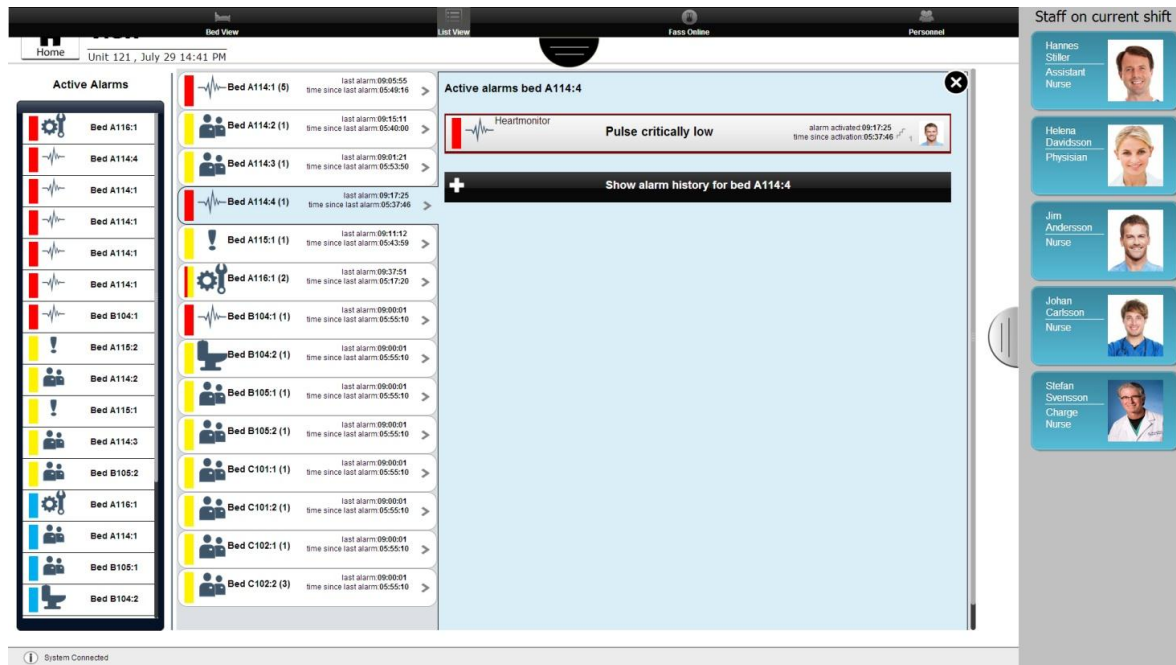 Bed View
List View
Fass Online
Personnel
Home
Unit 121 , July 29 14:41 PM
Active Alarms
Bed A116:1
Bed A114:4
Bed A114:1
Bed A114:1
Bed A114:1
Bed A114:1
Bed B104:1
Bed A115:2
Bed A114:2
Bed A115:1
Bed A114:3
Bed B105:2
Bed A116:1
Bed A114:1
Bed B105:1
Bed B104:2
Bed A114:1 (5)
last alarm:09:05:55
time since last alarm:05:49:16
Bed A114:2 (1)
last alarm:09:15:11
time since last alarm:05:40:00
Bed A114:3 (1)
last alarm:09:01:21
time since last alarm:05:53:50
Bed A114:4 (1)
last alarm:09:17:25
time since last alarm:05:37:46
Bed A115:1 (1)
last alarm:09:11:12
time since last alarm:05:43:59
Bed A116:1 (2)
last alarm:09:37:51
time since last alarm:05:17:20
Bed B104:1 (1)
last alarm:09:00:01
time since last alarm:05:55:10
Bed B104:2 (1)
last alarm:09:00:01
time since last alarm:05:55:10
Bed B105:1 (1)
last alarm:09:00:01
time since last alarm:05:55:10
Bed B105:2 (1)
last alarm:09:00:01
time since last alarm:05:55:10
Bed C101:1 (1)
last alarm:09:00:01
time since last alarm:05:55:10
Bed C101:2 (1)
last alarm:09:00:01
time since last alarm:05:55:10
Bed C102:1 (1)
last alarm:09:00:01
time since last alarm:05:55:10
Bed C102:2 (3)
last alarm:09:00:01
time since last alarm:05:55:10
Active alarms bed A114:4
Heartmonitor
Pulse critically low
alarm activated:09:17:25
time since activation:05:37:46
1
Show alarm history for bed A114:4
Staff on current shift
Hannes
Stiller
Assistant
Nurse
Helena
Davidsson
Physisian
Jim
Andersson
Nurse
Johan
Carlsson
Nurse
Stefan
Svensson
Charge
Nurse
System Connected